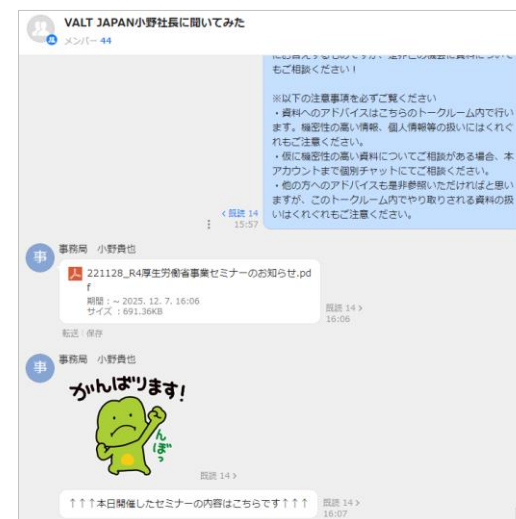 VALT JAPAN小野社長に聞いてみた
メンバー 44
もご相談ください！
※以下の注意事項を必ずご覧ください
・資料へのアドバイスはこちらのトークルーム内で行い
ます。機密性の高い情報、個人情報等の扱いにはくれぐ
れもご注意ください。
・仮に機密性の高い資料についてご相談がある場合、本
アカウントまで個別チャットにてご相談ください。
・他の方へのアドバイスも是非参照いただければと思い
ますが、このトークルーム内でやり取りされる資料の扱
いはくれぐれもご注意ください。
既読 14
15:57
事
事務局　小野貴也
221128_R4厚生労働省事業セミナーのお知らせ.pd
f
期間：~ 2025. 12. 7. 16:06
サイズ ：691.36KB
既読 14
16:06
転送 保存
事
事務局　小野貴也
がんばります!
んばっ
既読 14
↑↑↑本日開催したセミナーの内容はこちらです↑↑↑
既読 14
16:07